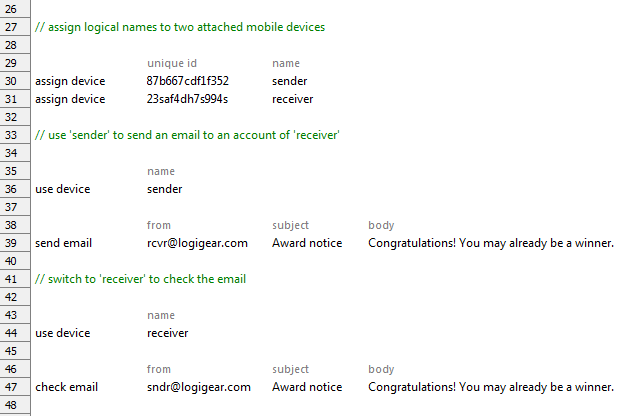 26
27 // assign logical names to two attached mobile devices
28
29 unique id name
30 assign device 87b667cdf1f352 sender
31 assign device 23saf4dh7s994s receiver
32
33 // use 'sender' to send an email to an account of 'receiver'
34
35 name
36 use device sender
37
38 from subject body
39 send email rcvr@logigear.com Award notice Congratulations! You may already be a winner.
40
41 // switch to 'receiver' to check the email
42
43 name
44 use device receiver
45
46 from subject body
47 check email sndr@logigear.com Award notice Congratulations! You may already be a winner.
48